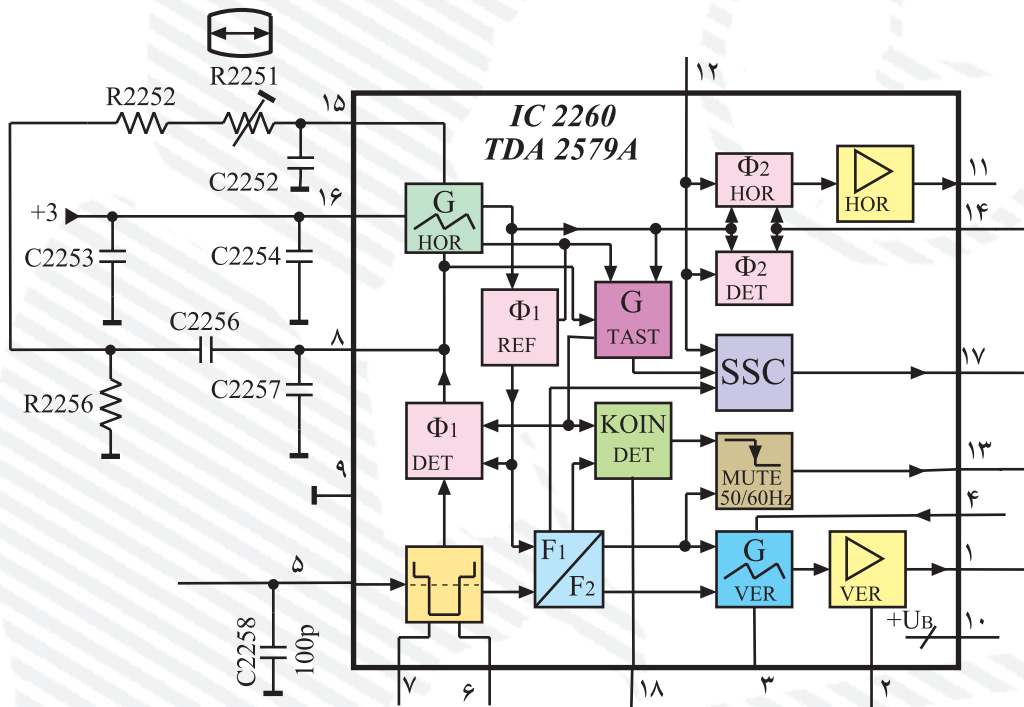 R2251
R2252
۱۵
۱۲
IC 2260
TDA 2579A
Φ2
HOR
HOR
۱۱
C2252
۱۶
+3
G
HOR
۱۴
C2253
C2254
Φ2
DET
Φ1
REF
G
TAST
C2256
۸
SSC
۱۷
R2256
C2257
Φ1
DET
KOIN
DET
MUTE
50/60Hz
۱۳
۹
۴
۵
F1
F2
G
VER
VER
۱
+UB
۱۰
C2258
100p
۷
۶
۱۸
۳
۲